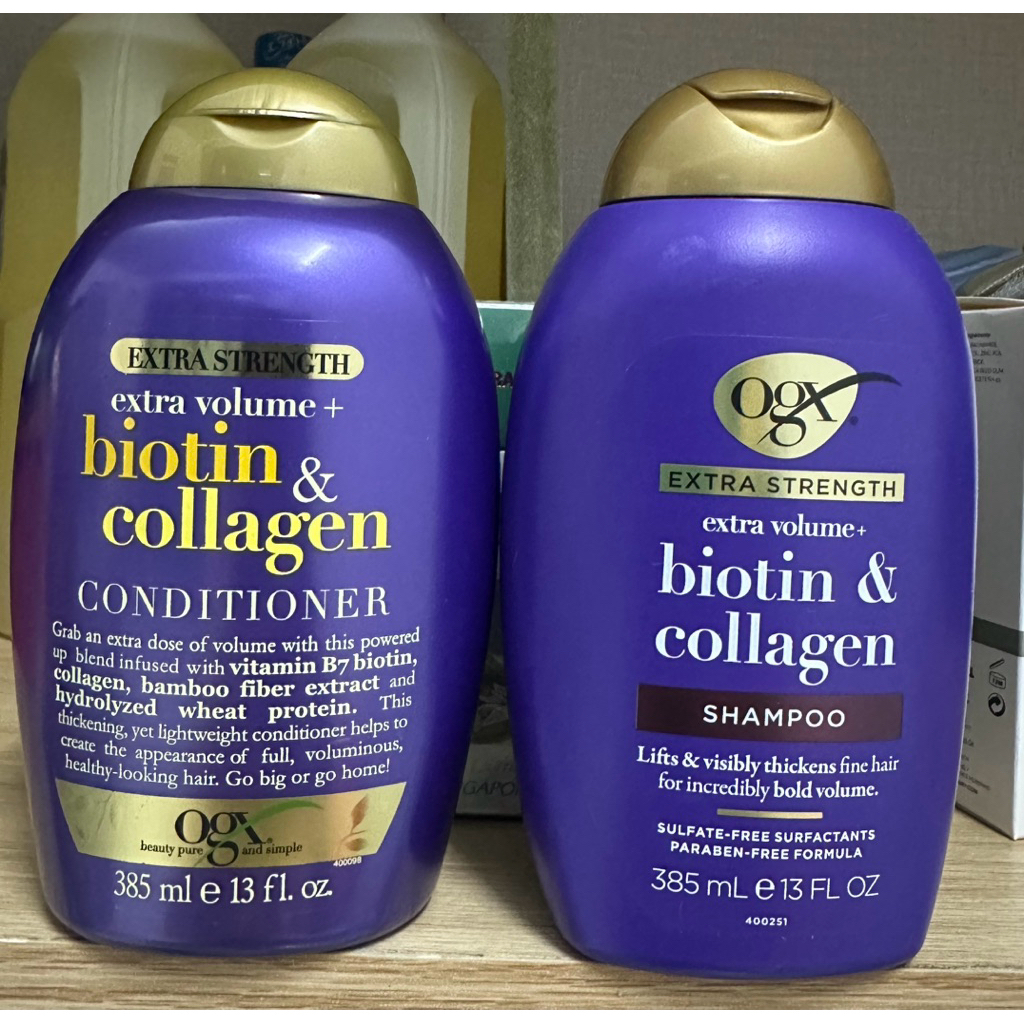 EXTRA STRENGTH
extra volume +
biotin &
collagen
CONDITIONER
Grab an extra dose of volume with this powered
up blend infused with vitamin B7 biotin,
collagen, bamboo fiber extract and
hydrolyzed wheat protein. This
thickening, yet lightweight conditioner helps to
create the appearance of full, voluminous,
healthy-looking hair. Go big or go home!
ogx®
beauty pure and simple
400098
385 ml e 13 fl. oz.
ogx®
EXTRA STRENGTH
extra volume+
biotin &
collagen
SHAMPOO
Lifts & visibly thickens fine hair
for incredibly bold volume.
SULFATE-FREE SURFACTANTS
PARABEN-FREE FORMULA
385 mL e 13 FL OZ
400251